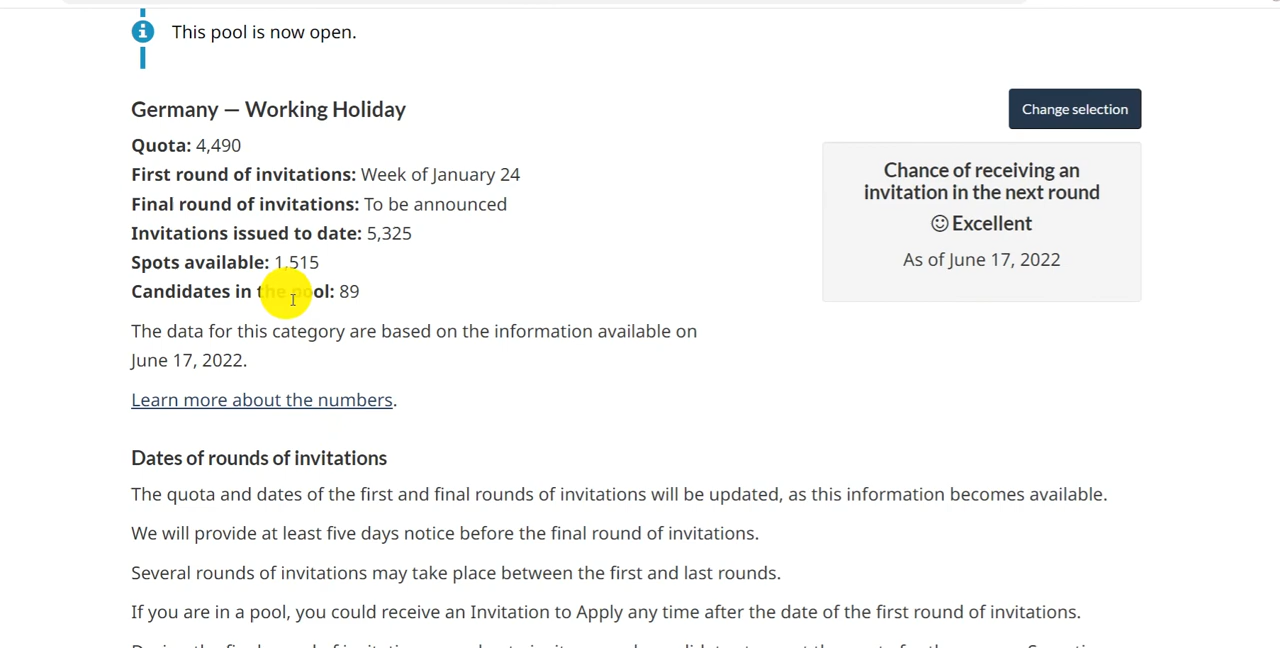 This pool is now open.
Germany — Working Holiday
Change selection
Quota: 4,490
First round of invitations: Week of January 24
Final round of invitations: To be announced
Invitations issued to date: 5,325
Spots available: 1,515
Candidates in the pool: 89
Chance of receiving an
invitation in the next round
Excellent
As of June 17, 2022
The data for this category are based on the information available on
June 17, 2022.
Learn more about the numbers.
Dates of rounds of invitations
The quota and dates of the first and final rounds of invitations will be updated, as this information becomes available.
We will provide at least five days notice before the final round of invitations.
Several rounds of invitations may take place between the first and last rounds.
If you are in a pool, you could receive an Invitation to Apply any time after the date of the first round of invitations.